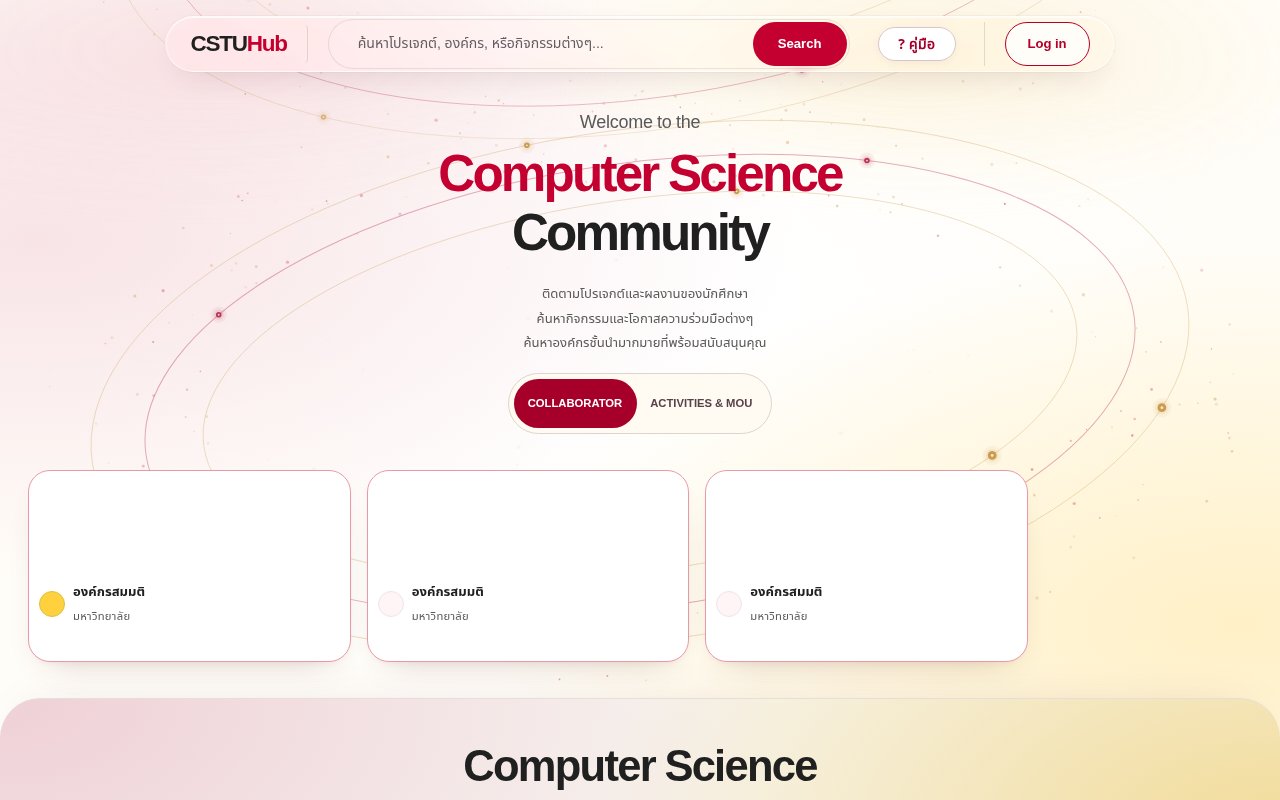 CSTUHub
ค้นหาโปรเจกต์, องค์กร, หรือกิจกรรมต่างๆ...
Search
? คู่มือ
Log in
Welcome to the
Computer Science
Community
ติดตามโปรเจกต์และผลงานของนักศึกษา
ค้นหากิจกรรมและโอกาสความร่วมมือต่างๆ
ค้นหาองค์กรชั้นนำมากมายที่พร้อมสนับสนุนคุณ
COLLABORATOR
ACTIVITIES & MOU
องค์กรสมมติ
มหาวิทยาลัย
องค์กรสมมติ
มหาวิทยาลัย
องค์กรสมมติ
มหาวิทยาลัย
Computer Science